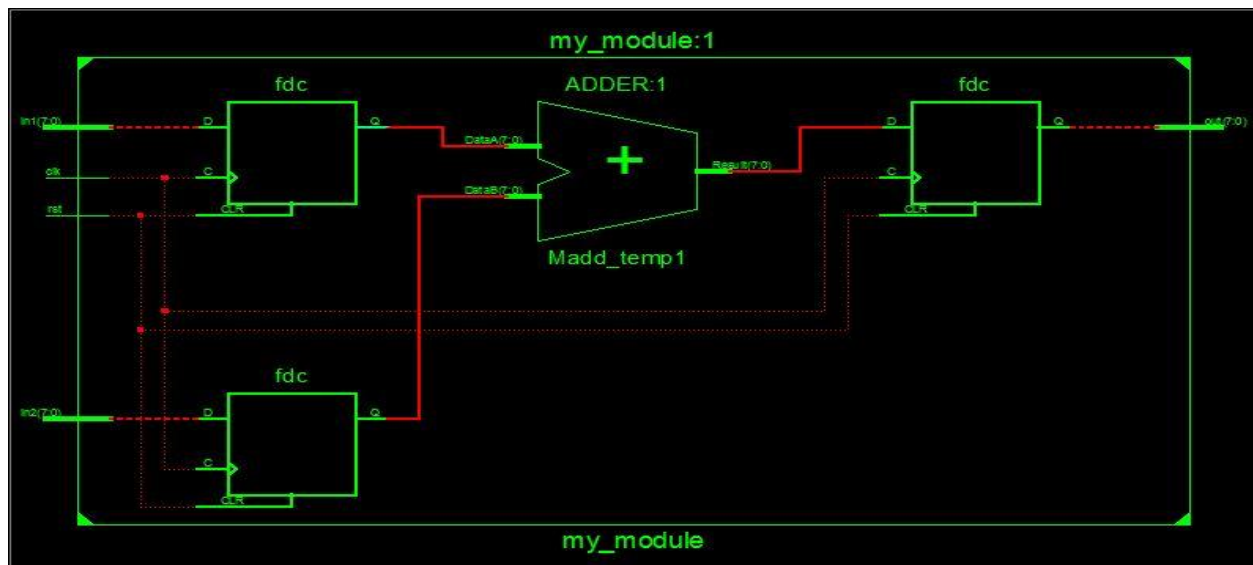 my_module:1
fdc
ADDER:1
fdc
In1(7:0)
D
Q
DataA(7:0)
Result(7:0)
D
Q
out(7:0)
clk
C
DataB(7:0)
C
rst
CLR
CLR
Madd_temp1
fdc
In2(7:0)
D
Q
C
CLR
my_module